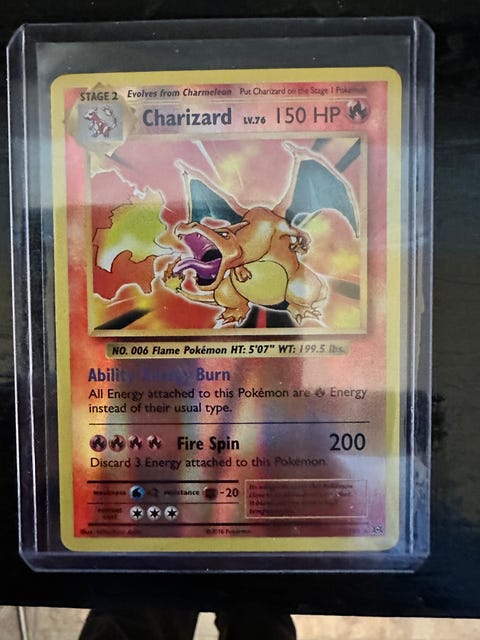 STAGE 2 Evolves from Charmeleon Put Charizard on the Stage 1 Pokémon
Charizard LV.76 150 HP
NO. 006 Flame Pokémon HT: 5'07" WT: 199.5 lbs.
Ability Energy Burn
All Energy attached to this Pokémon are Energy
instead of their usual type.
Fire Spin 200
Discard 3 Energy attached to this Pokémon.
weakness ×2 resistance -20
retreat
cost
Illus.
©2016 Pokémon